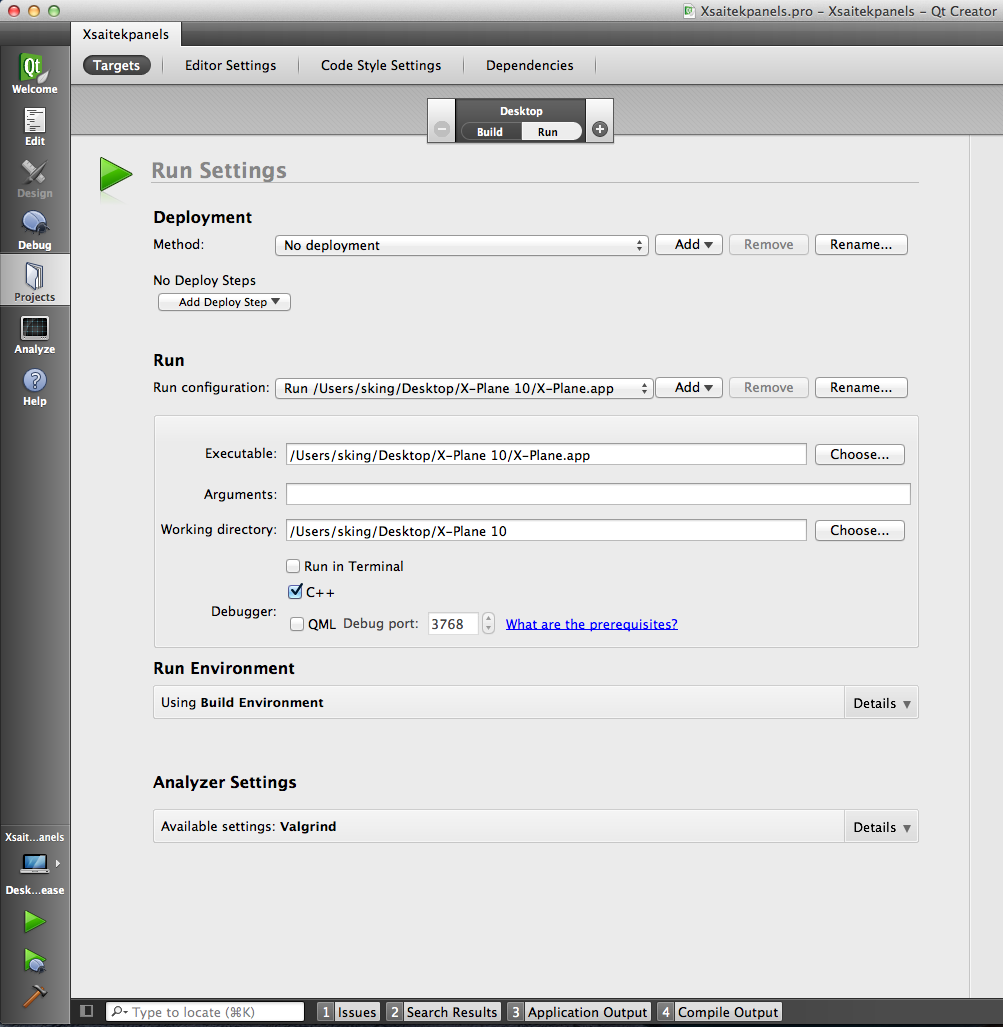 Xsaitekpanels.pro – Xsaitekpanels – Qt Creator
Xsaitekpanels
Targets Editor Settings Code Style Settings Dependencies
Qt
Welcome
Edit
Design
Debug
Projects
Analyze
Help
Desktop
Build Run
Run Settings
Deployment
Method: No deployment Add Remove Rename...
No Deploy Steps
Add Deploy Step
Run
Run configuration: Run /Users/sking/Desktop/X-Plane 10/X-Plane.app Add Remove Rename...
Executable: /Users/sking/Desktop/X-Plane 10/X-Plane.app Choose...
Arguments:
Working directory: /Users/sking/Desktop/X-Plane 10 Choose...
Run in Terminal
C++
Debugger:
QML Debug port: 3768 What are the prerequisites?
Run Environment
Using Build Environment Details
Analyzer Settings
Available settings: Valgrind Details
Xsait...anels
Desk...ease
Type to locate (⌘K) 1 Issues 2 Search Results 3 Application Output 4 Compile Output